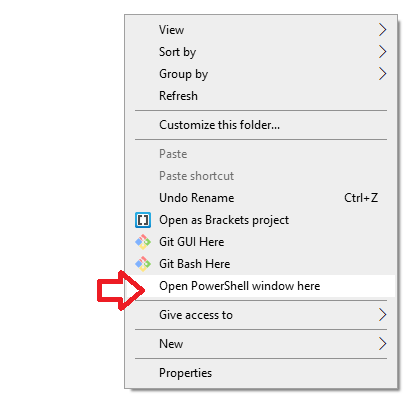 View
Sort by
Group by
Refresh
Customize this folder...
Paste
Paste shortcut
Undo Rename Ctrl+Z
Open as Brackets project
Git GUI Here
Git Bash Here
Open PowerShell window here
Give access to
New
Properties